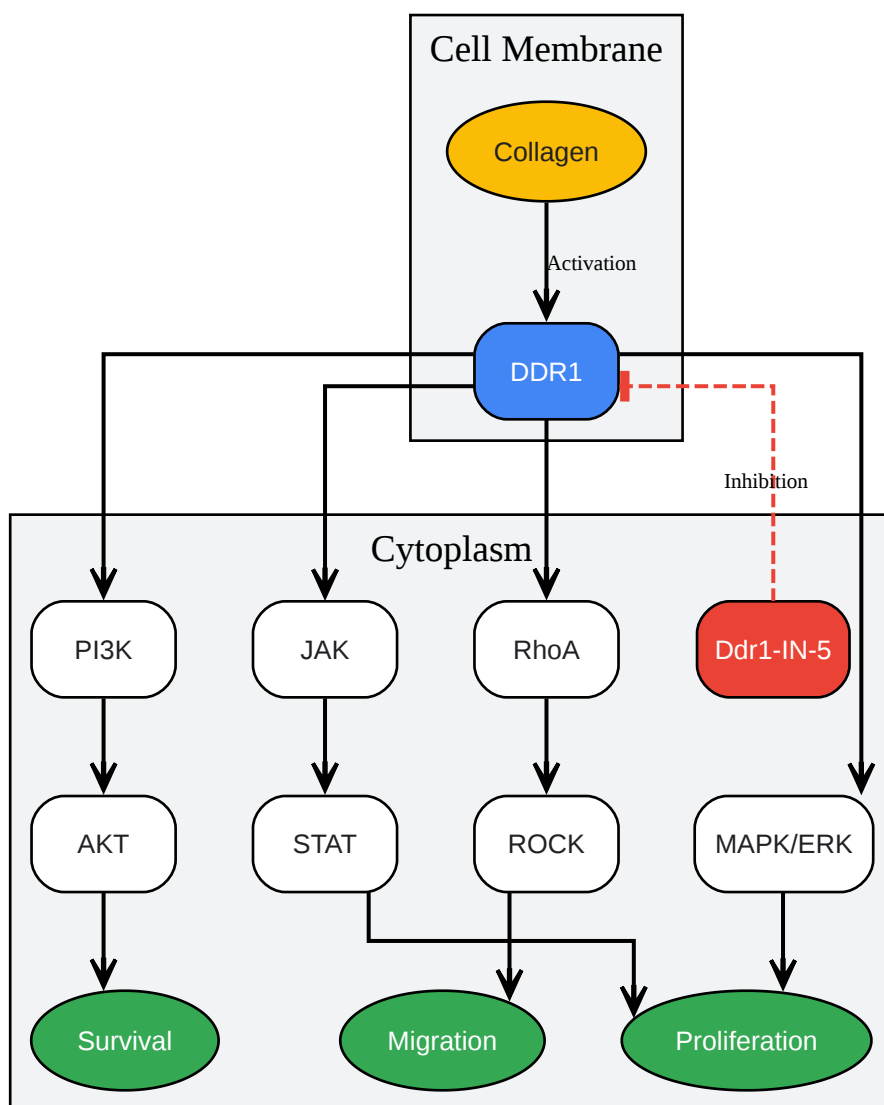 Cell Membrane
Collagen
Activation
DDR1
Inhibition
Cytoplasm
PI3K
JAK
RhoA
Ddr1-IN-5
AKT
STAT
ROCK
MAPK/ERK
Survival
Migration
Proliferation